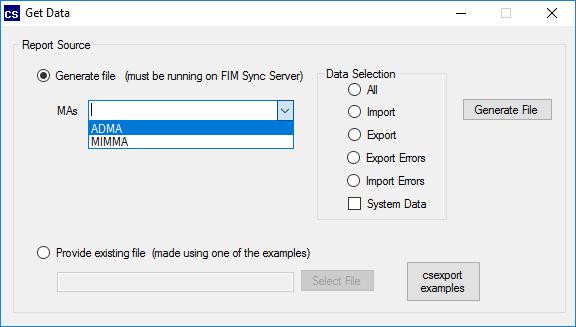 cs Get Data
Report Source
Generate file (must be running on FIM Sync Server)
MAs
ADMA
MIMMA
Data Selection
All
Import
Export
Export Errors
Import Errors
System Data
Generate File
Provide existing file (made using one of the examples)
Select File
csexport
examples